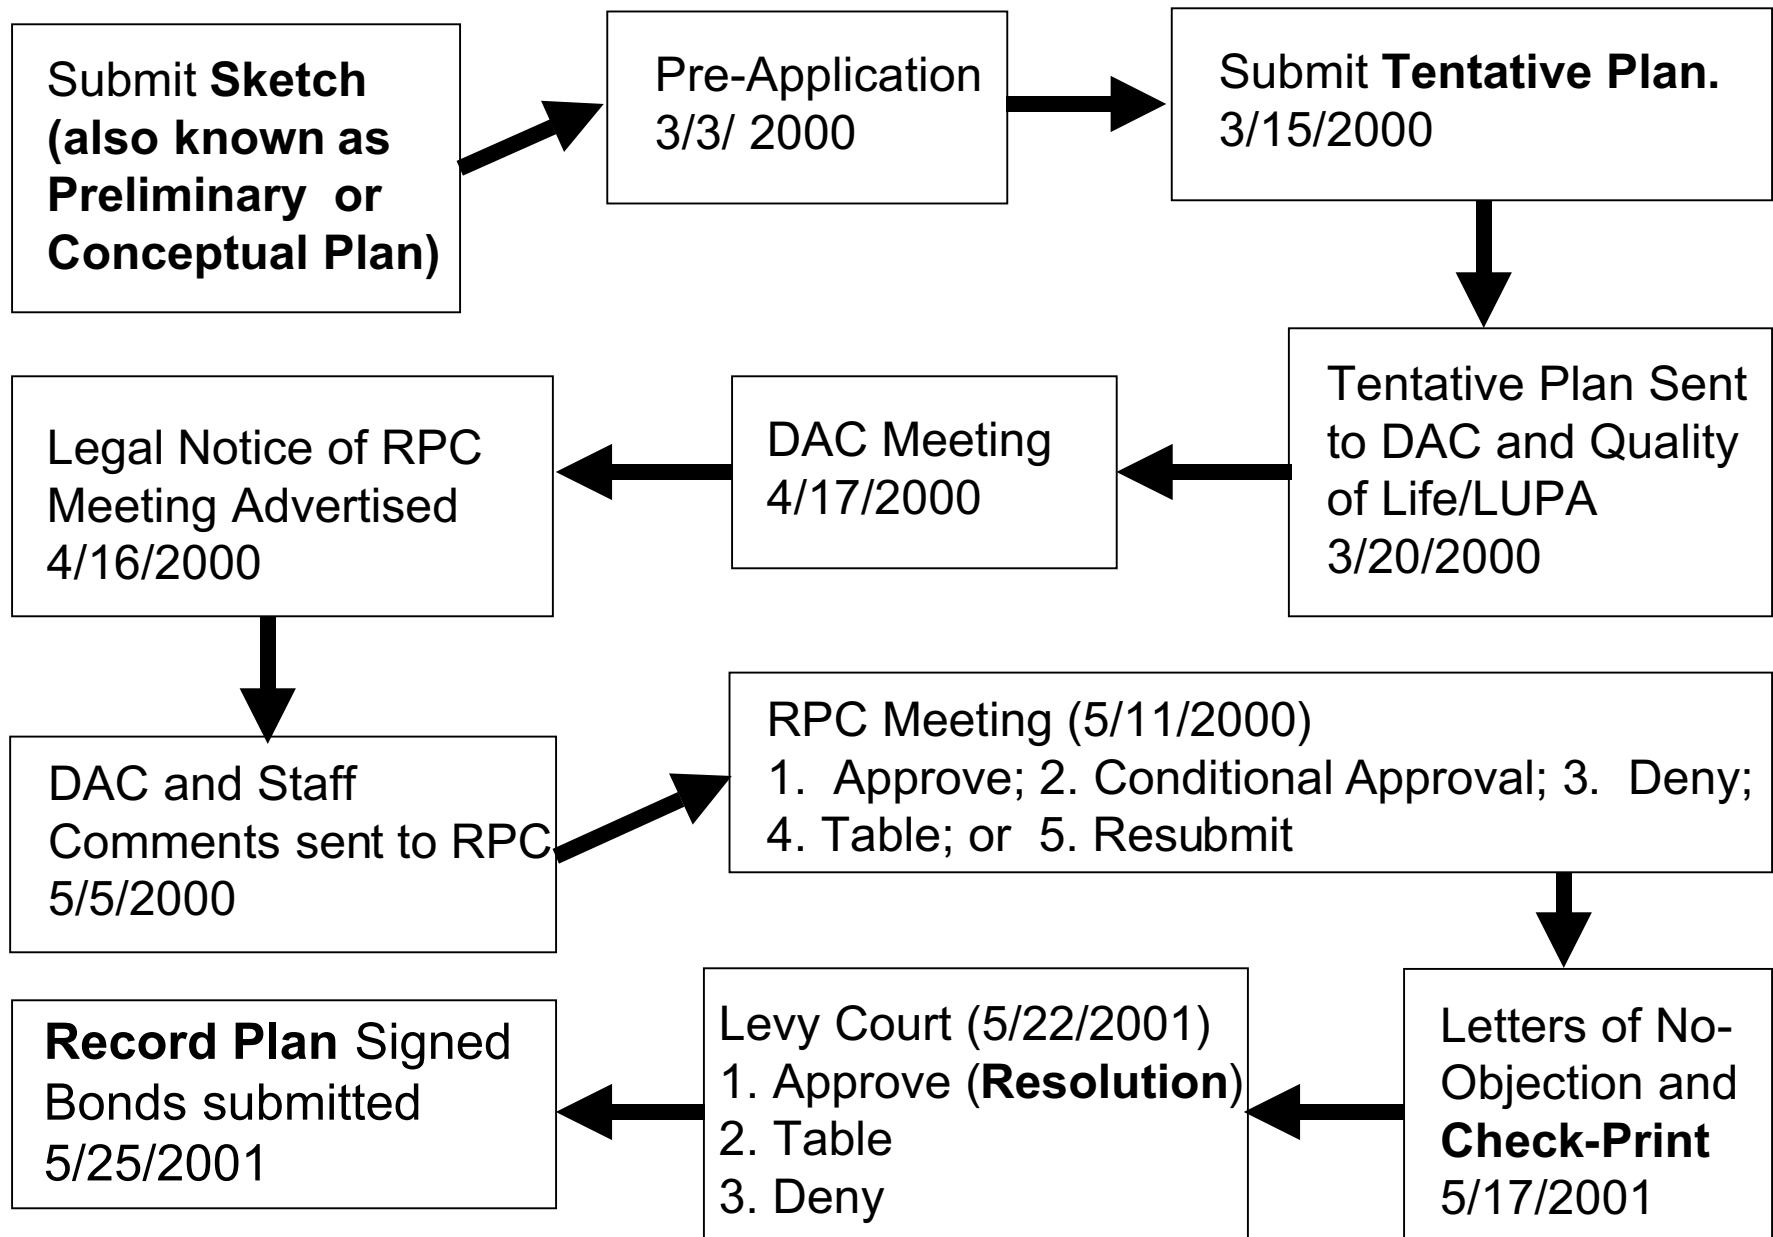 Submit Sketch
(also known as
Preliminary or
Conceptual Plan)
Pre-Application
3/3/ 2000
Submit Tentative Plan.
3/15/2000
Tentative Plan Sent
to DAC and Quality
of Life/LUPA
3/20/2000
DAC Meeting
4/17/2000
Legal Notice of RPC
Meeting Advertised
4/16/2000
DAC and Staff
Comments sent to RPC
5/5/2000
RPC Meeting (5/11/2000)
1. Approve; 2. Conditional Approval; 3. Deny;
4. Table; or 5. Resubmit
Letters of No-
Objection and
Check-Print
5/17/2001
Levy Court (5/22/2001)
1. Approve (Resolution)
2. Table
3. Deny
Record Plan Signed
Bonds submitted
5/25/2001